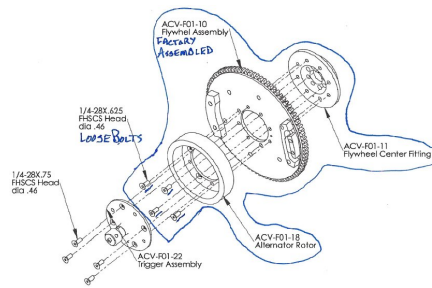 ACV-F01-10
Flywhel Assembly
FACTORY
ASSEMBLED
1/4-28X.625
FHSCS Head
dia .46
LOOSE BOLTS
ACV-F01-11
Flywheel Center Fitting
1/4-28X.75
FHSCS Head
dia .46
ACV-F01-18
Alternator Rotor
ACV-F01-22
Trigger Assembly